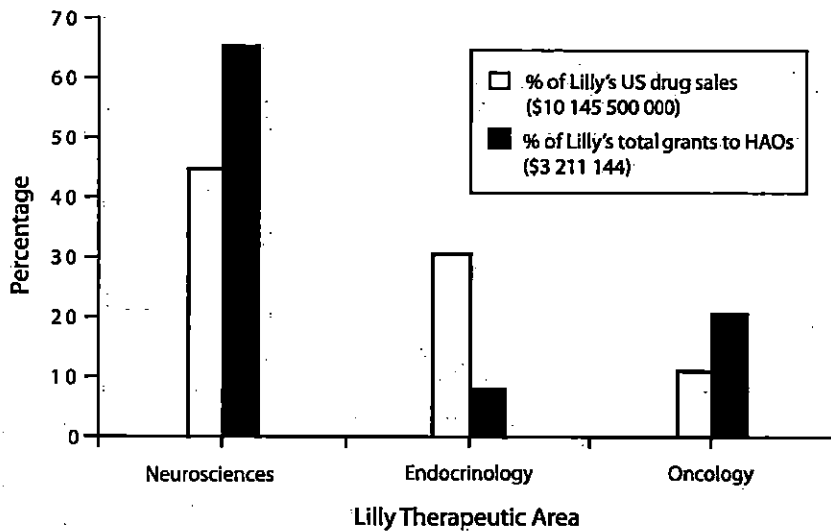 70
60
50
40
30
20
10
0
Percentage
% of Lilly's US drug sales
($10 145 500 000)
% of Lilly's total grants to HAOs
($3 211 144)
Neurosciences
Endocrinology
Oncology
Lilly Therapeutic Area